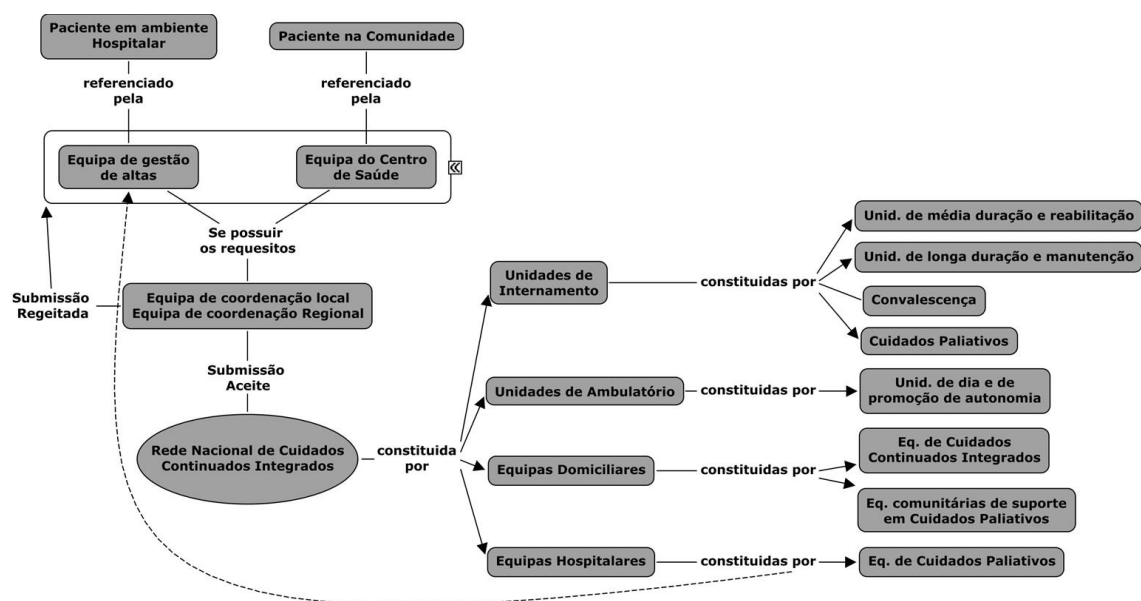 Paciente em ambiente
Hospitalar
Paciente na Comunidade
referenciado
pela
referenciado
pela
Equipa de gestão
de altas
Equipa do Centro
de Saúde
Se possuir
os requesitos
Submissão
Regeitada
Equipa de coordenação local
Equipa de coordenação Regional
Submissão
Aceite
Rede Nacional de Cuidados
Continuados Integrados
constituida
por
Unidades de
Internamento
constituidas por
Unid. de média duração e reabilitação
Unid. de longa duração e manutenção
Convalescença
Cuidados Paliativos
Unidades de Ambulatório
constituidas por
Unid. de dia e de
promoção de autonomia
Equipas Domiciliares
constituidas por
Eq. de Cuidados
Continuados Integrados
Eq. comunitárias de suporte
em Cuidados Paliativos
Equipas Hospitalares
constituidas por
Eq. de Cuidados Paliativos